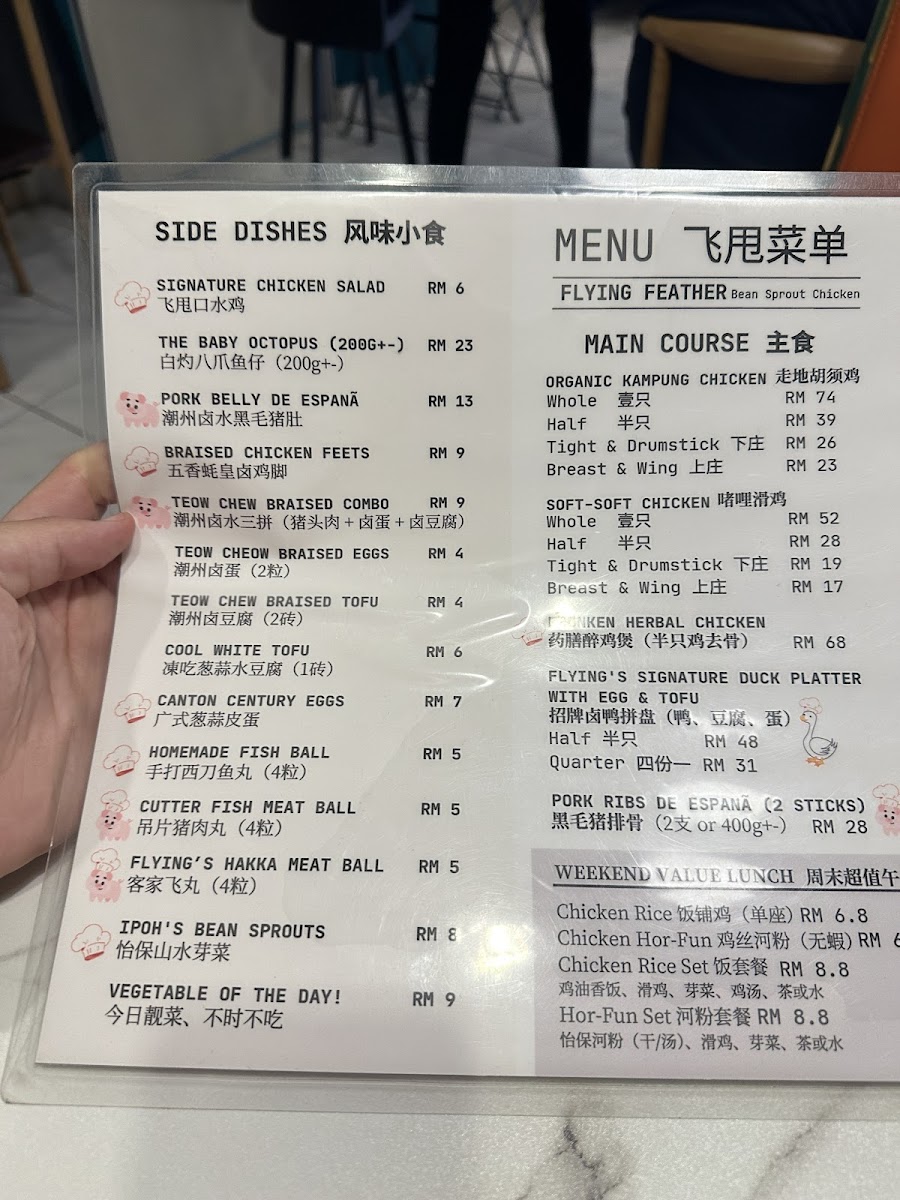 SIDE DISHES 风味小食
SIGNATURE CHICKEN SALAD RM 6
飞甩口水鸡
THE BABY OCTOPUS (200G+-) RM 23
白灼八爪鱼仔（200g+-）
PORK BELLY DE ESPANÃ RM 13
潮州卤水黑毛猪肚
BRAISED CHICKEN FEETS RM 9
五香蚝皇卤鸡脚
TEOW CHEW BRAISED COMBO RM 9
潮州卤水三拼（猪头肉 + 卤蛋 + 卤豆腐）
TEOW CHEOW BRAISED EGGS RM 4
潮州卤蛋（2粒）
TEOW CHEW BRAISED TOFU RM 4
潮州卤豆腐（2砖）
COOL WHITE TOFU RM 6
凍吃葱蒜水豆腐（1砖）
CANTON CENTURY EGGS RM 7
广式葱蒜皮蛋
HOMEMADE FISH BALL RM 5
手打西刀鱼丸（4粒）
CUTTER FISH MEAT BALL RM 5
吊片猪肉丸（4粒）
FLYING'S HAKKA MEAT BALL RM 5
客家飞丸（4粒）
IPOH'S BEAN SPROUTS RM 8
怡保山水芽菜
VEGETABLE OF THE DAY! RM 9
今日靓菜、不时不吃
MENU 飞甩菜单
FLYING FEATHER Bean Sprout Chicken
MAIN COURSE 主食
ORGANIC KAMPUNG CHICKEN 走地胡须鸡
Whole 壹只 RM 74
Half 半只 RM 39
Tight & Drumstick 下庄 RM 26
Breast & Wing 上庄 RM 23
SOFT-SOFT CHICKEN 啫哩滑鸡
Whole 壹只 RM 52
Half 半只 RM 28
Tight & Drumstick 下庄 RM 19
Breast & Wing 上庄 RM 17
HERBAL CHICKEN
药膳醉鸡煲（半只鸡去骨） RM 68
FLYING'S SIGNATURE DUCK PLATTER
WITH EGG & TOFU
招牌卤鸭拼盘（鸭、豆腐、蛋）
Half 半只 RM 48
Quarter 四份一 RM 31
PORK RIBS DE ESPANÃ (2 STICKS)
黑毛猪排骨（2支 or 400g+-） RM 28
WEEKEND VALUE LUNCH 周末超值午
Chicken Rice 饭铺鸡（单座）RM 6.8
Chicken Hor-Fun 鸡丝河粉（无蝦）RM
Chicken Rice Set 饭套餐 RM 8.8
鸡油香饭、滑鸡、芽菜、鸡汤、茶或水
Hor-Fun Set 河粉套餐 RM 8.8
怡保河粉（干/汤）、滑鸡、芽菜、茶或水